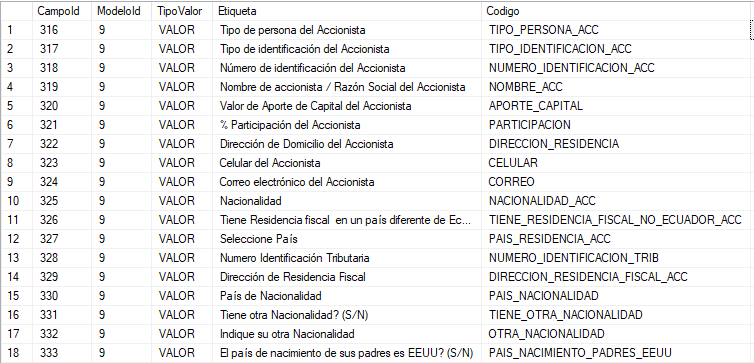 CampoId ModeloId TipoValor Etiqueta Codigo
1 316 9 VALOR Tipo de persona del Accionista TIPO_PERSONA_ACC
2 317 9 VALOR Tipo de identificación del Accionista TIPO_IDENTIFICACION_ACC
3 318 9 VALOR Número de identificación del Accionista NUMERO_IDENTIFICACION_ACC
4 319 9 VALOR Nombre de accionista / Razón Social del Accionista NOMBRE_ACC
5 320 9 VALOR Valor de Aporte de Capital del Accionista APORTE_CAPITAL
6 321 9 VALOR % Participación del Accionista PARTICIPACION
7 322 9 VALOR Dirección de Domicilio del Accionista DIRECCION_RESIDENCIA
8 323 9 VALOR Celular del Accionista CELULAR
9 324 9 VALOR Correo electrónico del Accionista CORREO
10 325 9 VALOR Nacionalidad NACIONALIDAD_ACC
11 326 9 VALOR Tiene Residencia fiscal en un país diferente de Ec... TIENE_RESIDENCIA_FISCAL_NO_ECUADOR_ACC
12 327 9 VALOR Seleccione País PAIS_RESIDENCIA_ACC
13 328 9 VALOR Numero Identificación Tributaria NUMERO_IDENTIFICACION_TRIB
14 329 9 VALOR Dirección de Residencia Fiscal DIRECCION_RESIDENCIA_FISCAL_ACC
15 330 9 VALOR País de Nacionalidad PAIS_NACIONALIDAD
16 331 9 VALOR Tiene otra Nacionalidad? (S/N) TIENE_OTRA_NACIONALIDAD
17 332 9 VALOR Indique su otra Nacionalidad OTRA_NACIONALIDAD
18 333 9 VALOR El país de nacimiento de sus padres es EEUU? (S/N) PAIS_NACIMIENTO_PADRES_EEUU